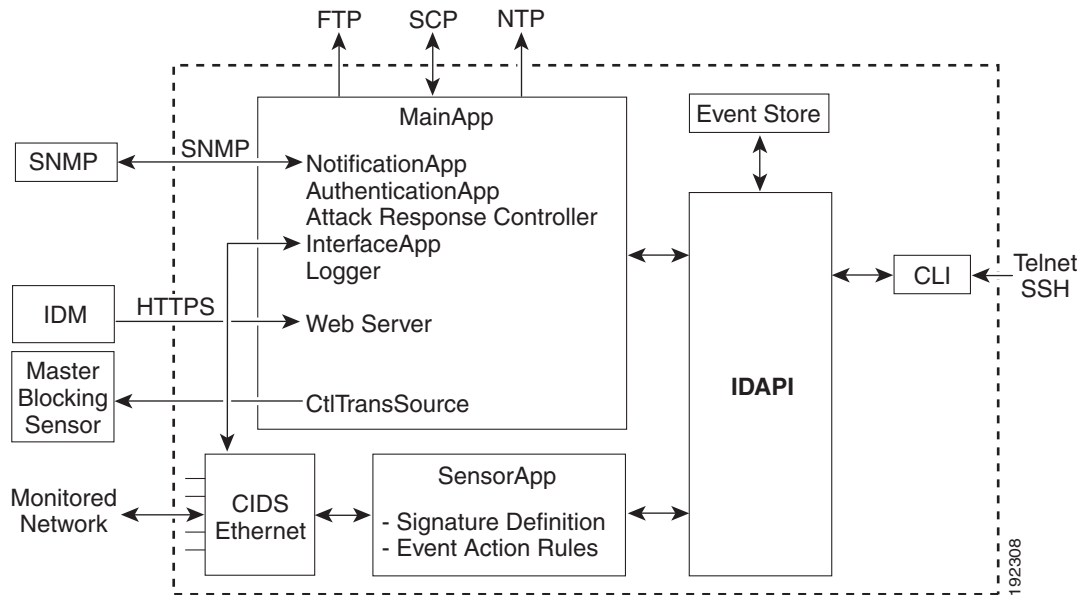 FTP SCP NTP
MainApp
Event Store
SNMP
SNMP
NotificationApp
AuthenticationApp
Attack Response Controller
InterfaceApp
Logger
CLI
Telnet
SSH
IDM
HTTPS
Web Server
Master
Blocking
Sensor
CtlTransSource
IDAPI
Monitored
Network
CIDS
Ethernet
SensorApp
- Signature Definition
- Event Action Rules
192308